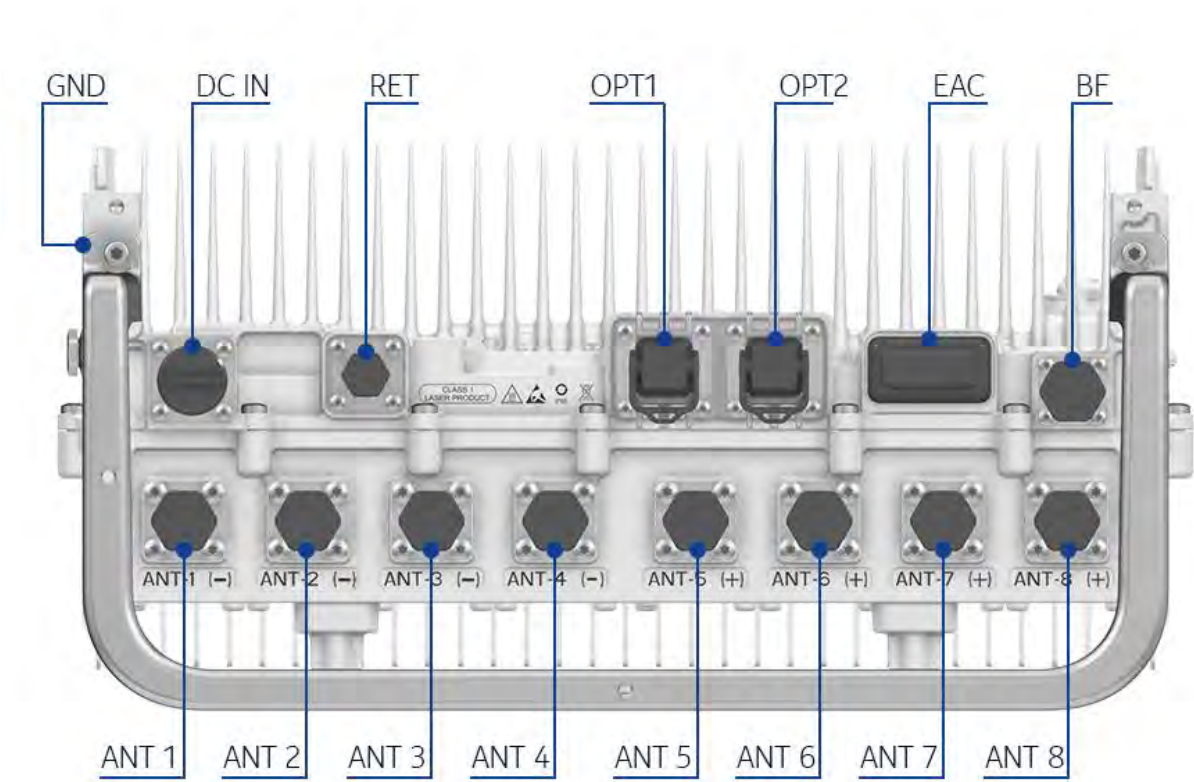 GND DC IN RET OPT1 OPT2 EAC BF
CLASS 1
LASER PRODUCT
ANT-1 (−) ANT-2 (−) ANT-3 (−) ANT-4 (−) ANT-5 (+) ANT-6 (+) ANT-7 (+) ANT-8 (+)
ANT 1 ANT 2 ANT 3 ANT 4 ANT 5 ANT 6 ANT 7 ANT 8